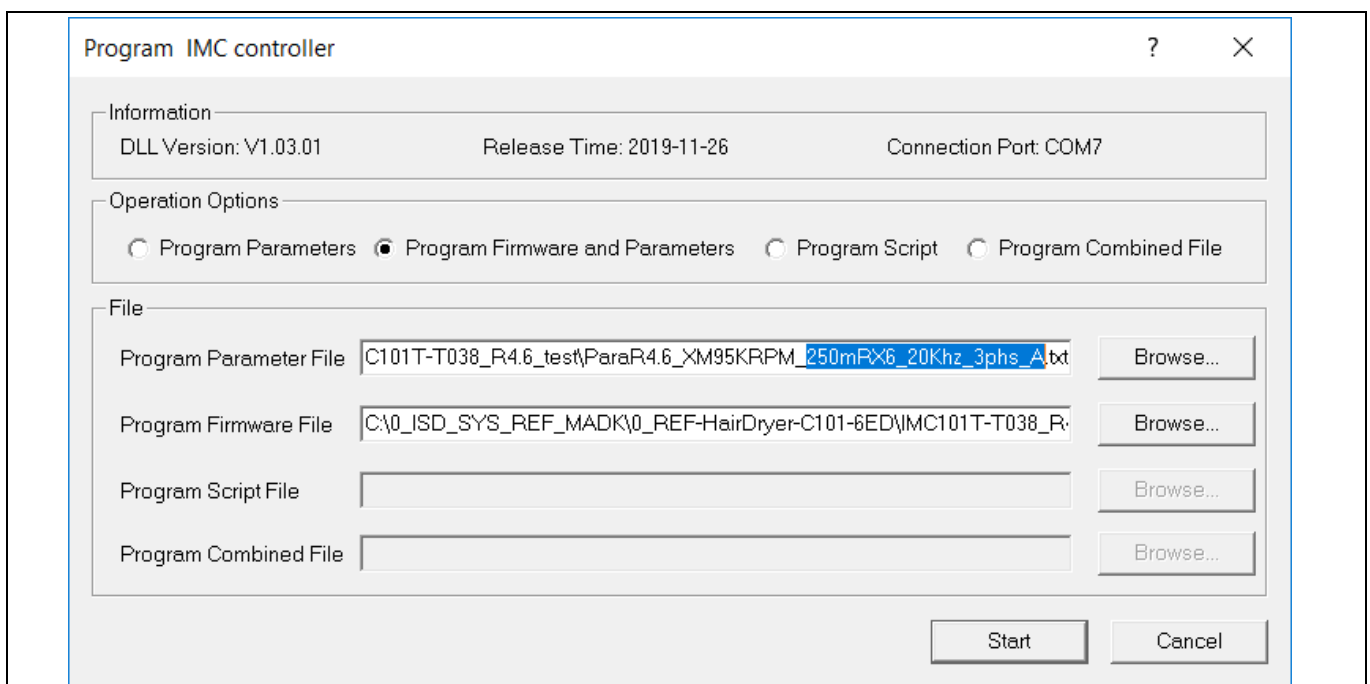 Program  IMC controller ?
Information
DLL Version: V1.03.01 Release Time: 2019-11-26 Connection Port: COM7
Operation Options
Program Parameters Program Firmware and Parameters Program Script Program Combined File
File
Program Parameter File C101T-T038_R4.6_test\ParaR4.6_XM95KRPM_250mRX6_20Khz_3phs_A.txt Browse...
Program Firmware File C:\0_ISD_SYS_REF_MADK\0_REF-HairDryer-C101-6ED\IMC101T-T038_R Browse...
Program Script File Browse...
Program Combined File Browse...
Start Cancel